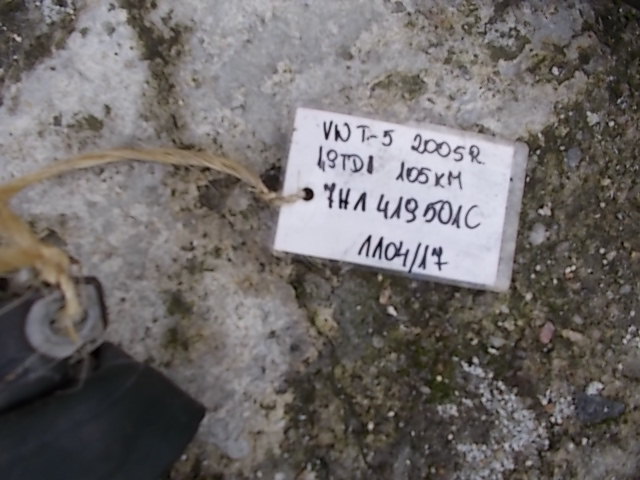 VW T-5 2005R.
1,9TDI 105KM
7H1 419 501C
1104/17